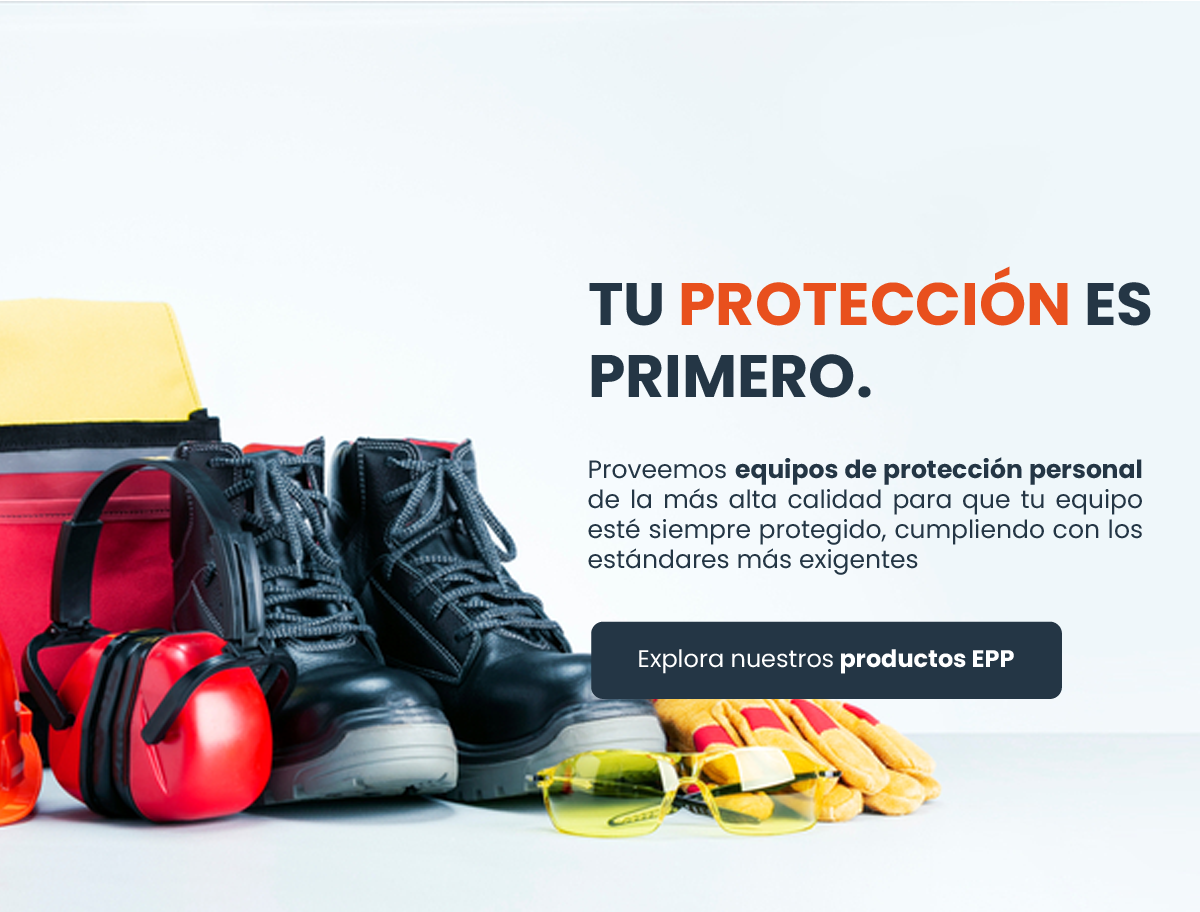 TU PROTECCIÓN ES
PRIMERO.
Proveemos equipos de protección personal
de la más alta calidad para que tu equipo
esté siempre protegido, cumpliendo con los
estándares más exigentes
Explora nuestros productos EPP